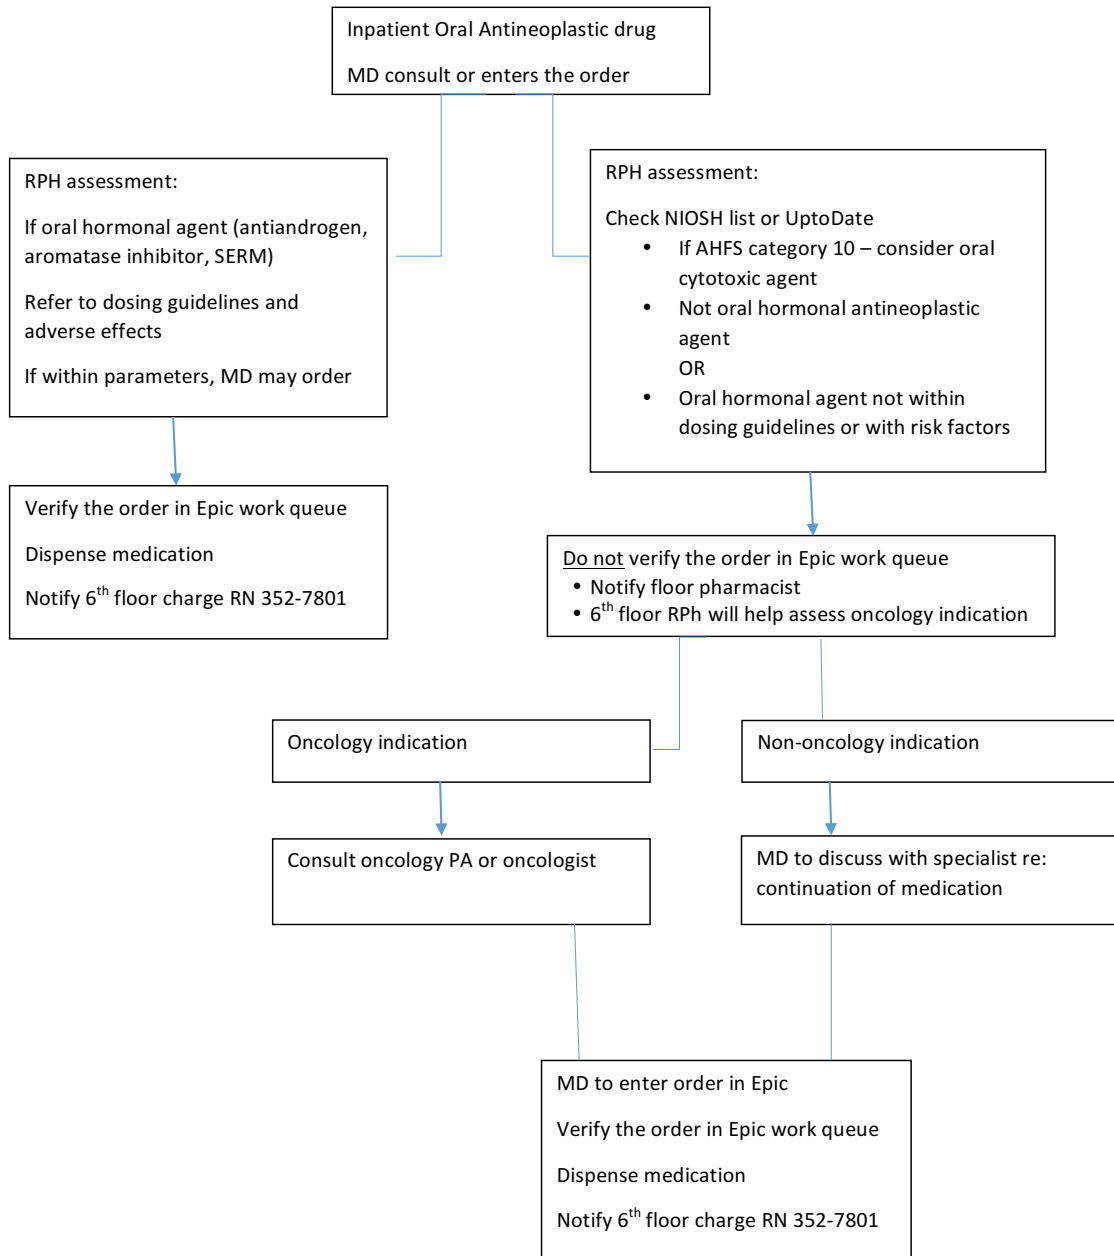 Inpatient Oral Antineoplastic drug
MD consult or enters the order
RPH assessment:
If oral hormonal agent (antiandrogen,
aromatase inhibitor, SERM)
Refer to dosing guidelines and
adverse effects
If within parameters, MD may order
RPH assessment:
Check NIOSH list or UptoDate
• If AHFS category 10 – consider oral
cytotoxic agent
• Not oral hormonal antineoplastic
agent
OR
• Oral hormonal agent not within
dosing guidelines or with risk factors
Verify the order in Epic work queue
Dispense medication
Notify 6th floor charge RN 352-7801
Do not verify the order in Epic work queue
• Notify floor pharmacist
• 6th floor RPh will help assess oncology indication
Oncology indication
Non-oncology indication
Consult oncology PA or oncologist
MD to discuss with specialist re:
continuation of medication
MD to enter order in Epic
Verify the order in Epic work queue
Dispense medication
Notify 6th floor charge RN 352-7801